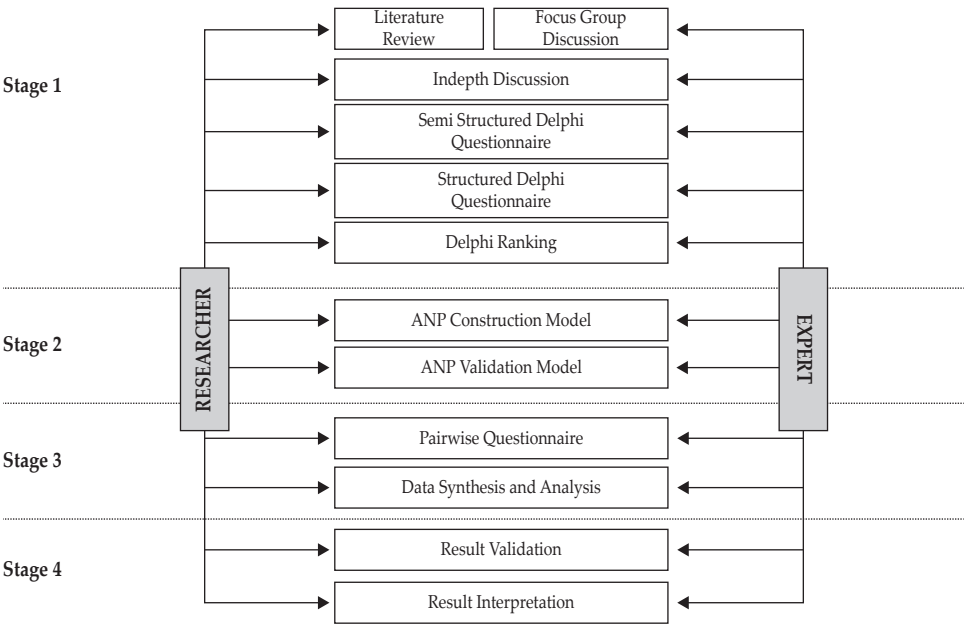 Literature
Review
Focus Group
Discussion
Stage 1
Indepth Discussion
Semi Structured Delphi
Questionnaire
Structured Delphi
Questionnaire
Delphi Ranking
RESEARCHER
EXPERT
Stage 2
ANP Construction Model
ANP Validation Model
Stage 3
Pairwise Questionnaire
Data Synthesis and Analysis
Stage 4
Result Validation
Result Interpretation